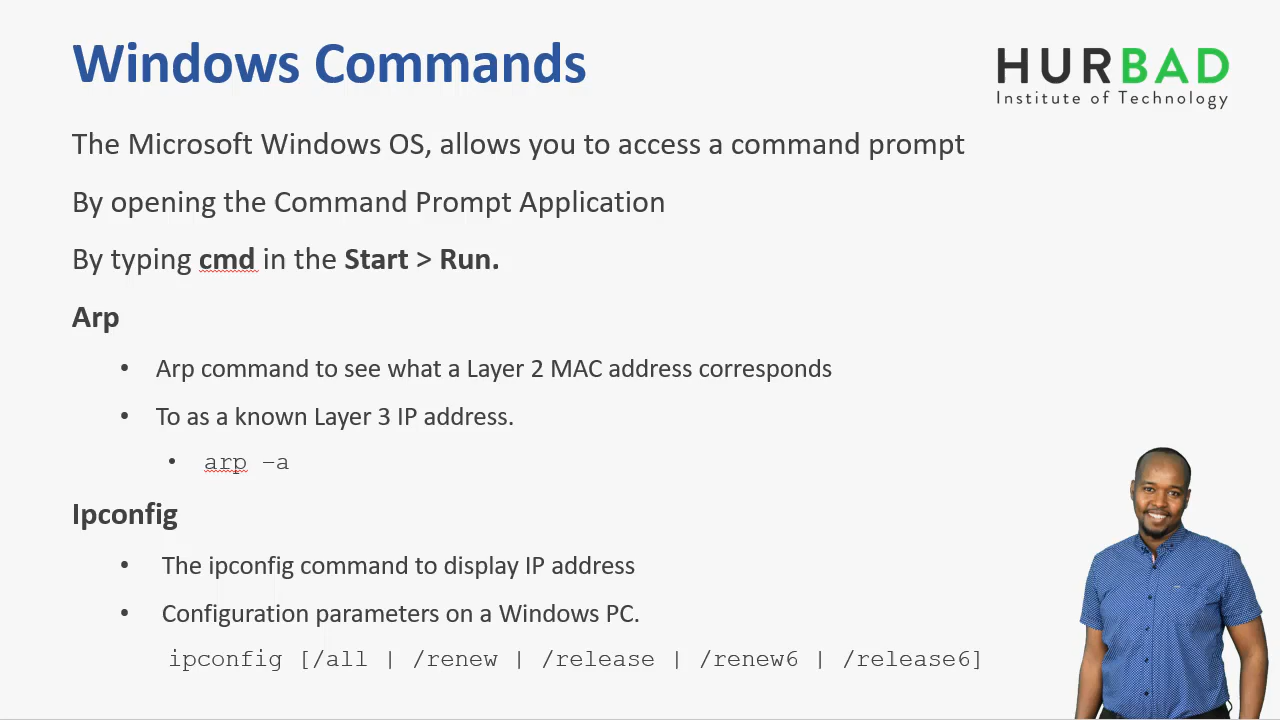 Windows Commands
HURBAD
Institute of Technology
The Microsoft Windows OS, allows you to access a command prompt
By opening the Command Prompt Application
By typing cmd in the Start > Run.
Arp
• Arp command to see what a Layer 2 MAC address corresponds
• To as a known Layer 3 IP address.
• arp –a
Ipconfig
• The ipconfig command to display IP address
• Configuration parameters on a Windows PC.
ipconfig [/all | /renew | /release | /renew6 | /release6]